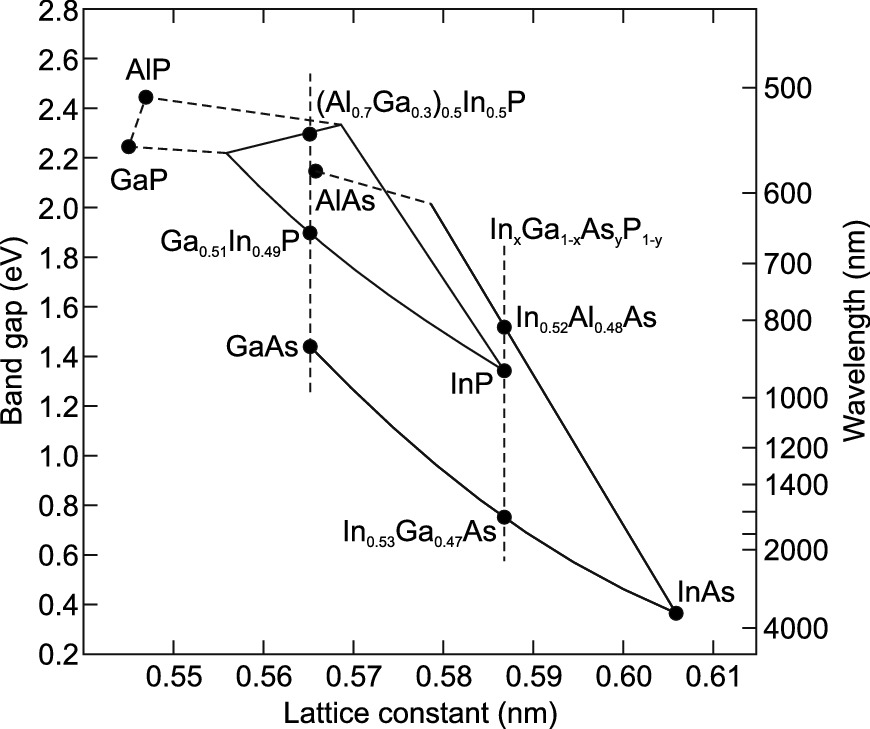 2.8
2.6
2.4
2.2
2.0
1.8
1.6
1.4
1.2
1.0
0.8
0.6
0.4
0.2
Band gap (eV)
AlP
(Al0.7Ga0.3)0.5In0.5P
GaP
AlAs
Ga0.51In0.49P
InxGa1-xAsyP1-y
In0.52Al0.48As
GaAs
InP
In0.53Ga0.47As
InAs
500
600
700
800
1000
1200
1400
2000
4000
Wavelength (nm)
0.55
0.56
0.57
0.58
0.59
0.60
0.61
Lattice constant (nm)